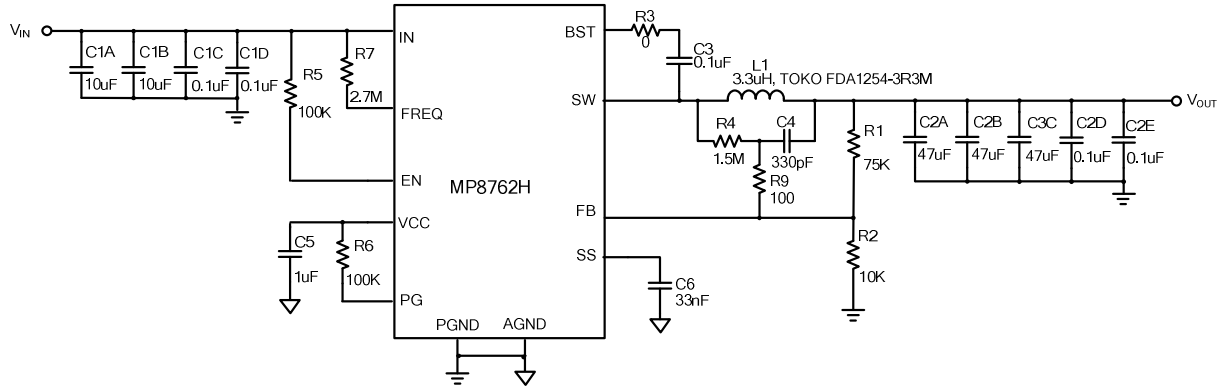 VIN
C1A
10uF
C1B
10uF
C1C
0.1uF
C1D
0.1uF
R5
100K
R7
2.7M
IN
FREQ
EN
VCC
PG
C5
1uF
R6
100K
MP8762H
PGND
AGND
BST
SW
FB
SS
R3
0
C3
0.1uF
L1
3.3uH, TOKO FDA1254-3R3M
R4
1.5M
C4
330pF
R9
100
R1
75K
R2
10K
C6
33nF
C2A
47uF
C2B
47uF
C3C
47uF
C2D
0.1uF
C2E
0.1uF
VOUT